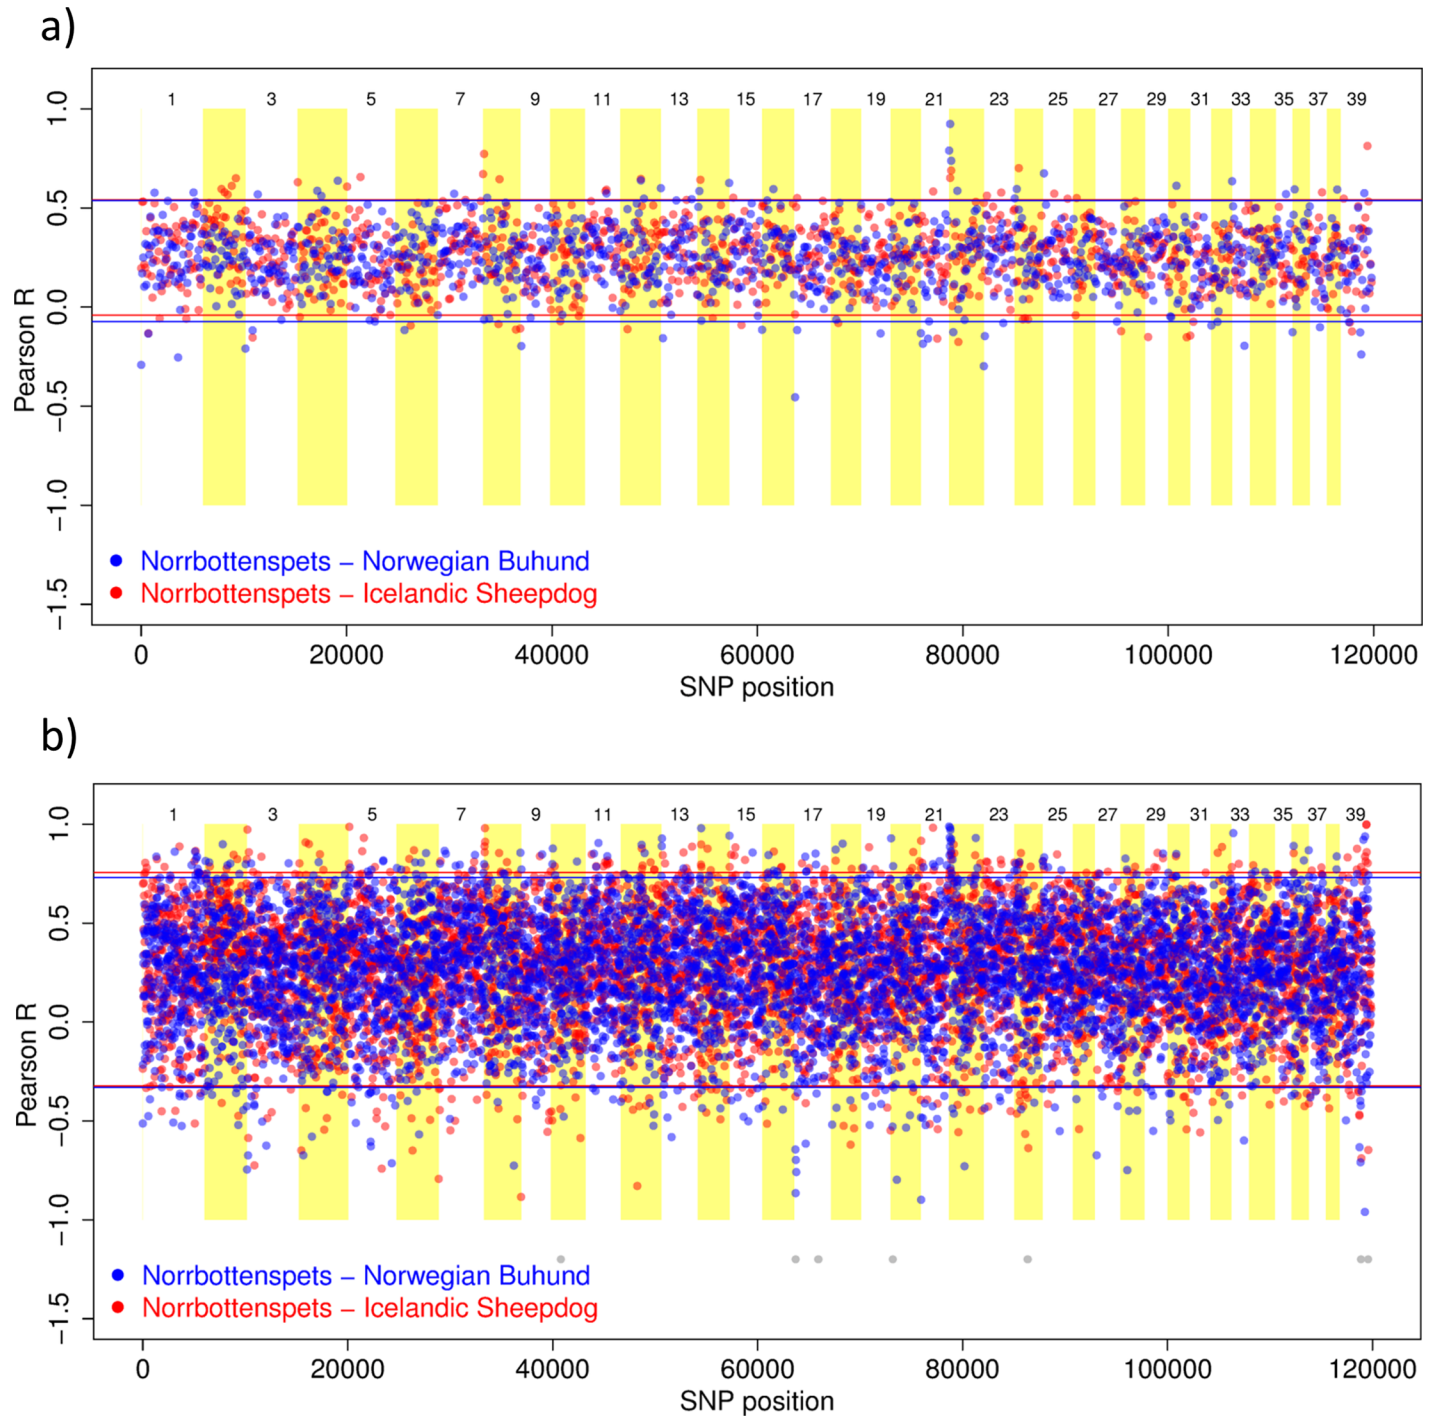 a)
1 3 5 7 9 11 13 15 17 19 21 23 25 27 29 31 33 35 37 39
1.0
0.5
0.0
−0.5
−1.0
−1.5
Pearson R
Norrbottenspets − Norwegian Buhund
Norrbottenspets − Icelandic Sheepdog
0 20000 40000 60000 80000 100000 120000
SNP position
b)
1 3 5 7 9 11 13 15 17 19 21 23 25 27 29 31 33 35 37 39
1.0
0.5
0.0
−0.5
−1.0
−1.5
Pearson R
Norrbottenspets − Norwegian Buhund
Norrbottenspets − Icelandic Sheepdog
0 20000 40000 60000 80000 100000 120000
SNP position